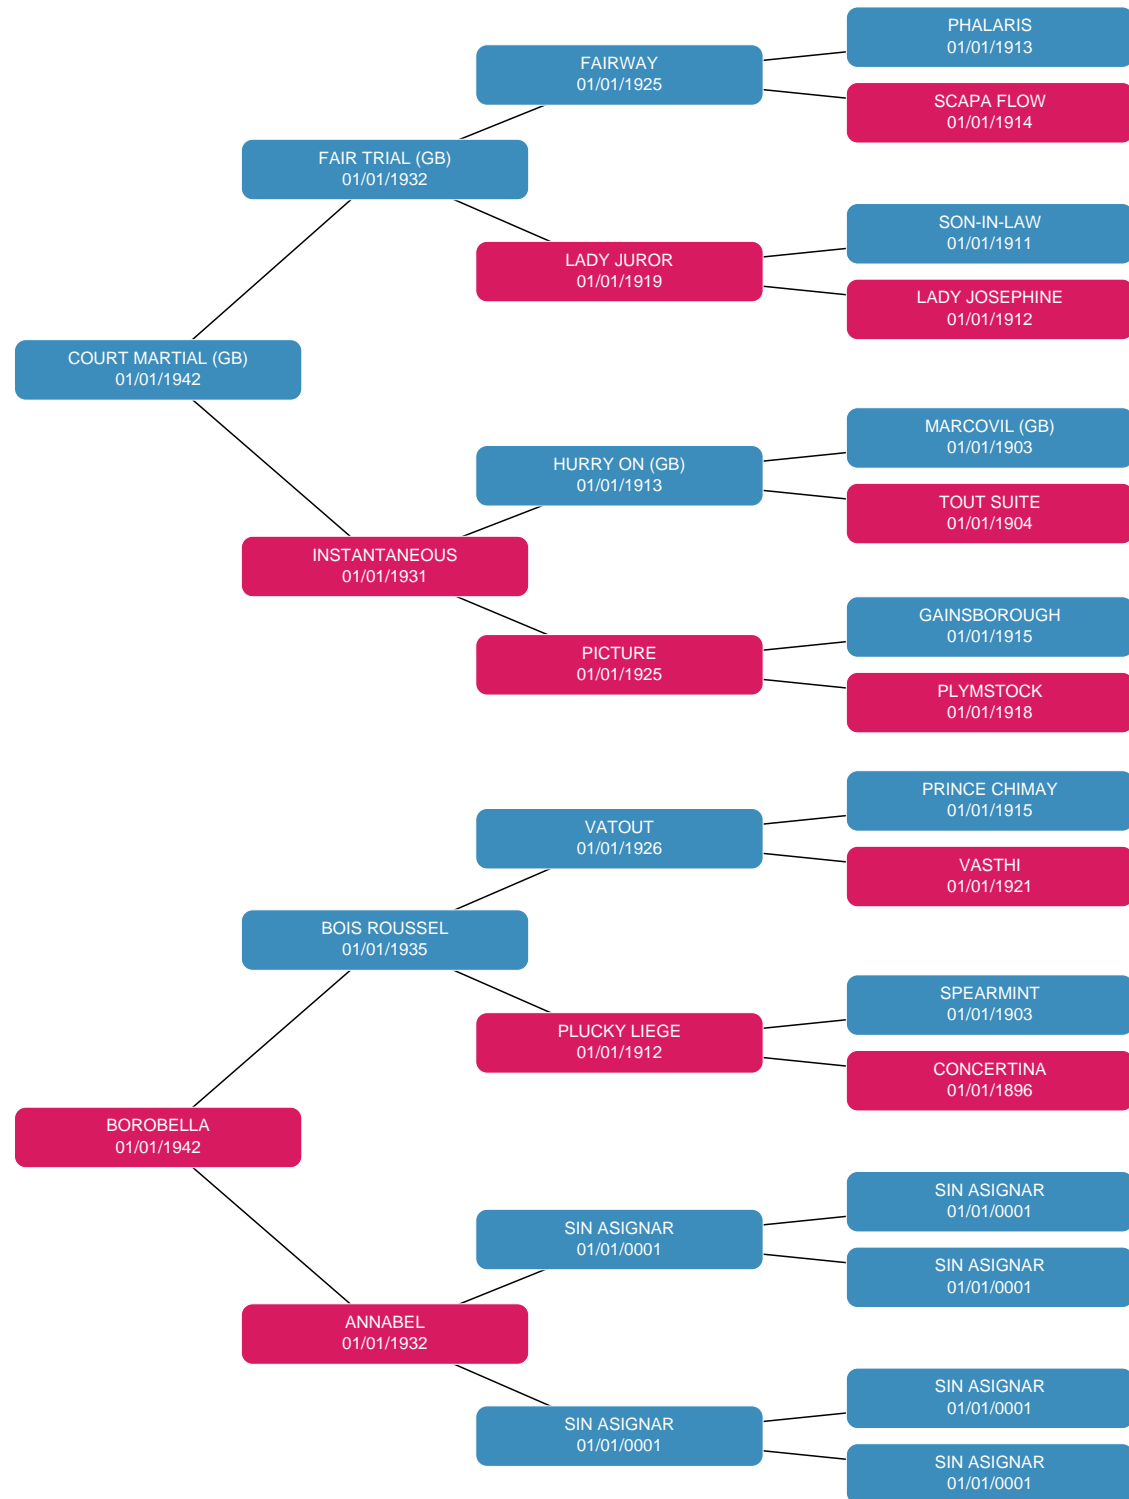 PHALARIS
01/01/1913
FAIRWAY
01/01/1925
SCAPA FLOW
01/01/1914
FAIR TRIAL (GB)
01/01/1932
SON-IN-LAW
01/01/1911
LADY JUROR
01/01/1919
LADY JOSEPHINE
01/01/1912
COURT MARTIAL (GB)
01/01/1942
MARCOVIL (GB)
01/01/1903
HURRY ON (GB)
01/01/1913
TOUT SUITE
01/01/1904
INSTANTANEOUS
01/01/1931
GAINSBOROUGH
01/01/1915
PICTURE
01/01/1925
PLYMSTOCK
01/01/1918
PRINCE CHIMAY
01/01/1915
VATOUT
01/01/1926
VASTHI
01/01/1921
BOIS ROUSSEL
01/01/1935
SPEARMINT
01/01/1903
PLUCKY LIEGE
01/01/1912
CONCERTINA
01/01/1896
BOROBELLA
01/01/1942
SIN ASIGNAR
01/01/0001
SIN ASIGNAR
01/01/0001
SIN ASIGNAR
01/01/0001
ANNABEL
01/01/1932
SIN ASIGNAR
01/01/0001
SIN ASIGNAR
01/01/0001
SIN ASIGNAR
01/01/0001